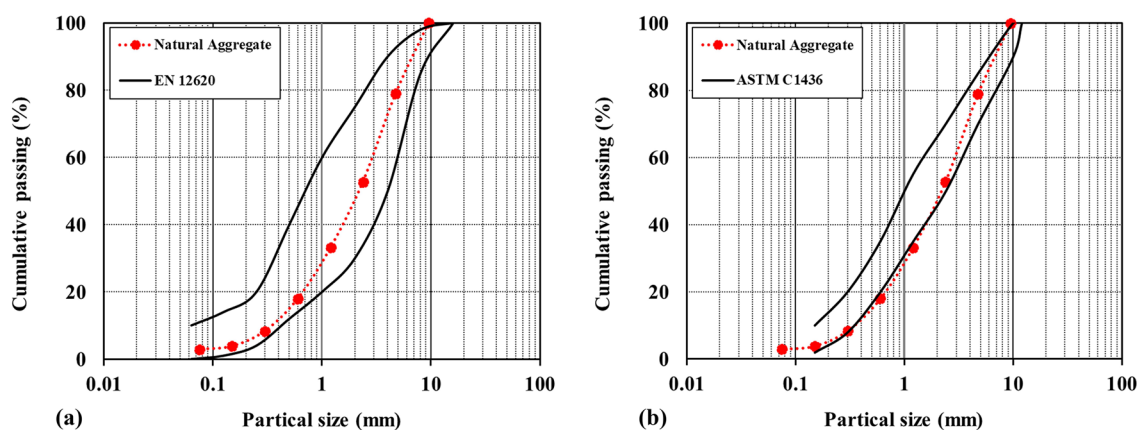 100
80
60
40
20
0
Cumulative passing (%)
Natural Aggregate
EN 12620
0.01
0.1
1
10
100
Partical size (mm)
(a)
100
80
60
40
20
0
Cumulative passing (%)
Natural Aggregate
ASTM C1436
0.01
0.1
1
10
100
Partical size (mm)
(b)